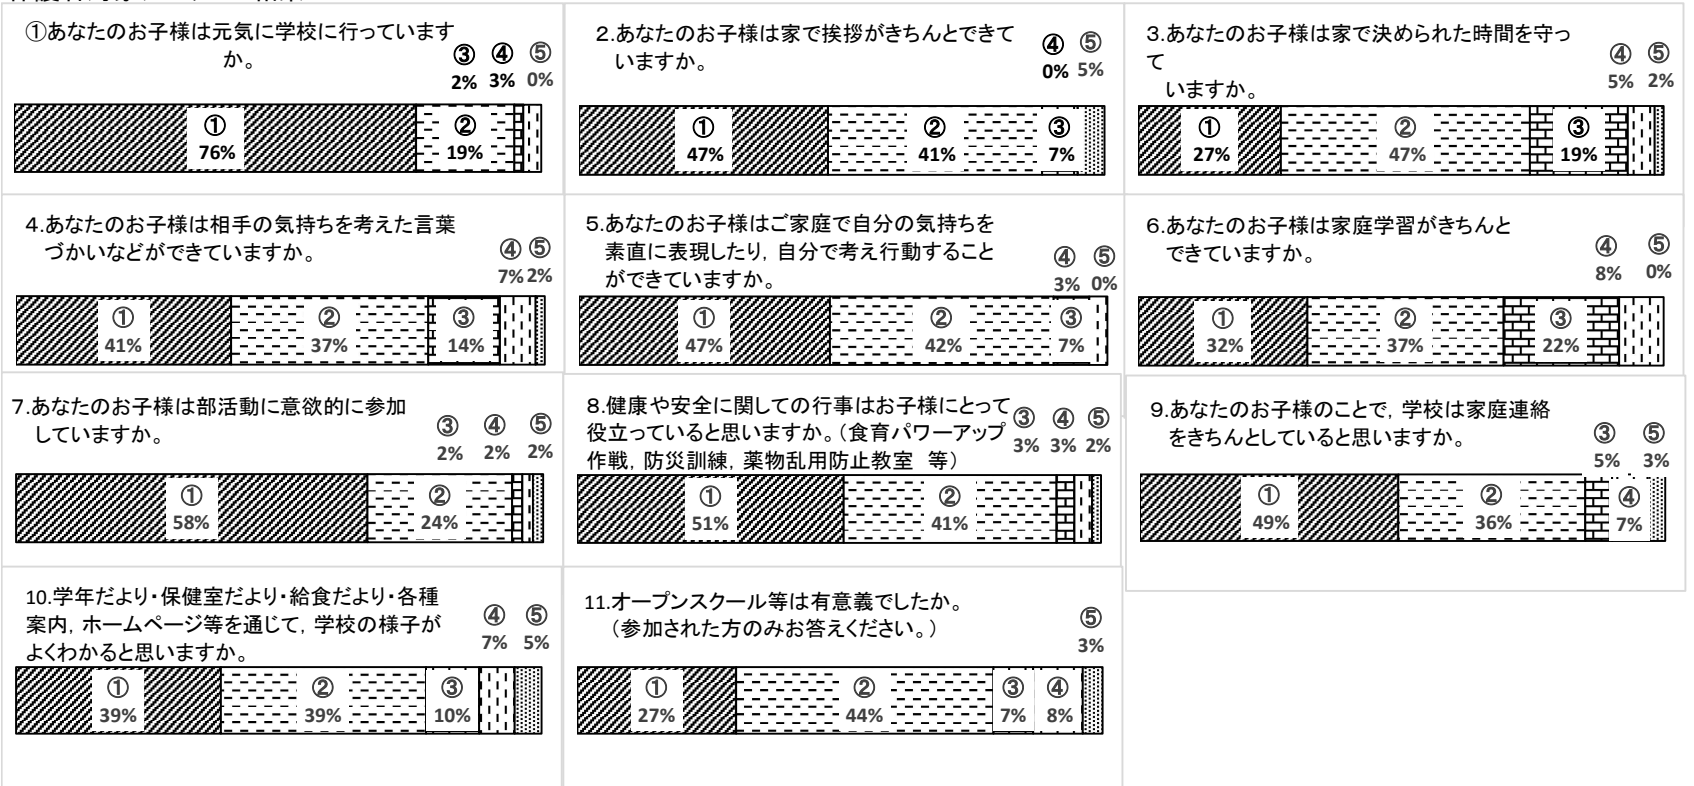 ①あなたのお子様は元気に学校に行っています
か。
③ ④ ⑤
2% 3% 0%
① ②
76% 19%
2.あなたのお子様は家で挨拶がきちんとできて
いますか。
④ ⑤
0% 5%
① ② ③
47% 41% 7%
3.あなたのお子様は家で決められた時間を守っ
て
いますか。
④ ⑤
5% 2%
① ② ③
27% 47% 19%
4.あなたのお子様は相手の気持ちを考えた言葉
づかいなどができていますか。
④ ⑤
7% 2%
① ② ③
41% 37% 14%
5.あなたのお子様はご家庭で自分の気持ちを
素直に表現したり，自分で考え行動すること
ができていますか。
④ ⑤
3% 0%
① ② ③
47% 42% 7%
6.あなたのお子様は家庭学習がきちんと
できていますか。
④ ⑤
8% 0%
① ② ③
32% 37% 22%
7.あなたのお子様は部活動に意欲的に参加
していますか。
③ ④ ⑤
2% 2% 2%
① ②
58% 24%
8.健康や安全に関しての行事はお子様にとって
役立っていると思いますか。（食育パワーアップ
作戦，防災訓練，薬物乱用防止教室　等）
③ ④ ⑤
3% 3% 2%
① ②
51% 41%
9.あなたのお子様のことで，学校は家庭連絡
をきちんとしていると思いますか。
③ ⑤
5% 3%
① ② ④
49% 36% 7%
10.学年だより・保健室だより・給食だより・各種
案内，ホームページ等を通じて，学校の様子が
よくわかると思いますか。
④ ⑤
7% 5%
① ② ③
39% 39% 10%
11.オープンスクール等は有意義でしたか。
（参加された方のみお答えください。）
⑤
3%
① ② ③ ④
27% 44% 7% 8%